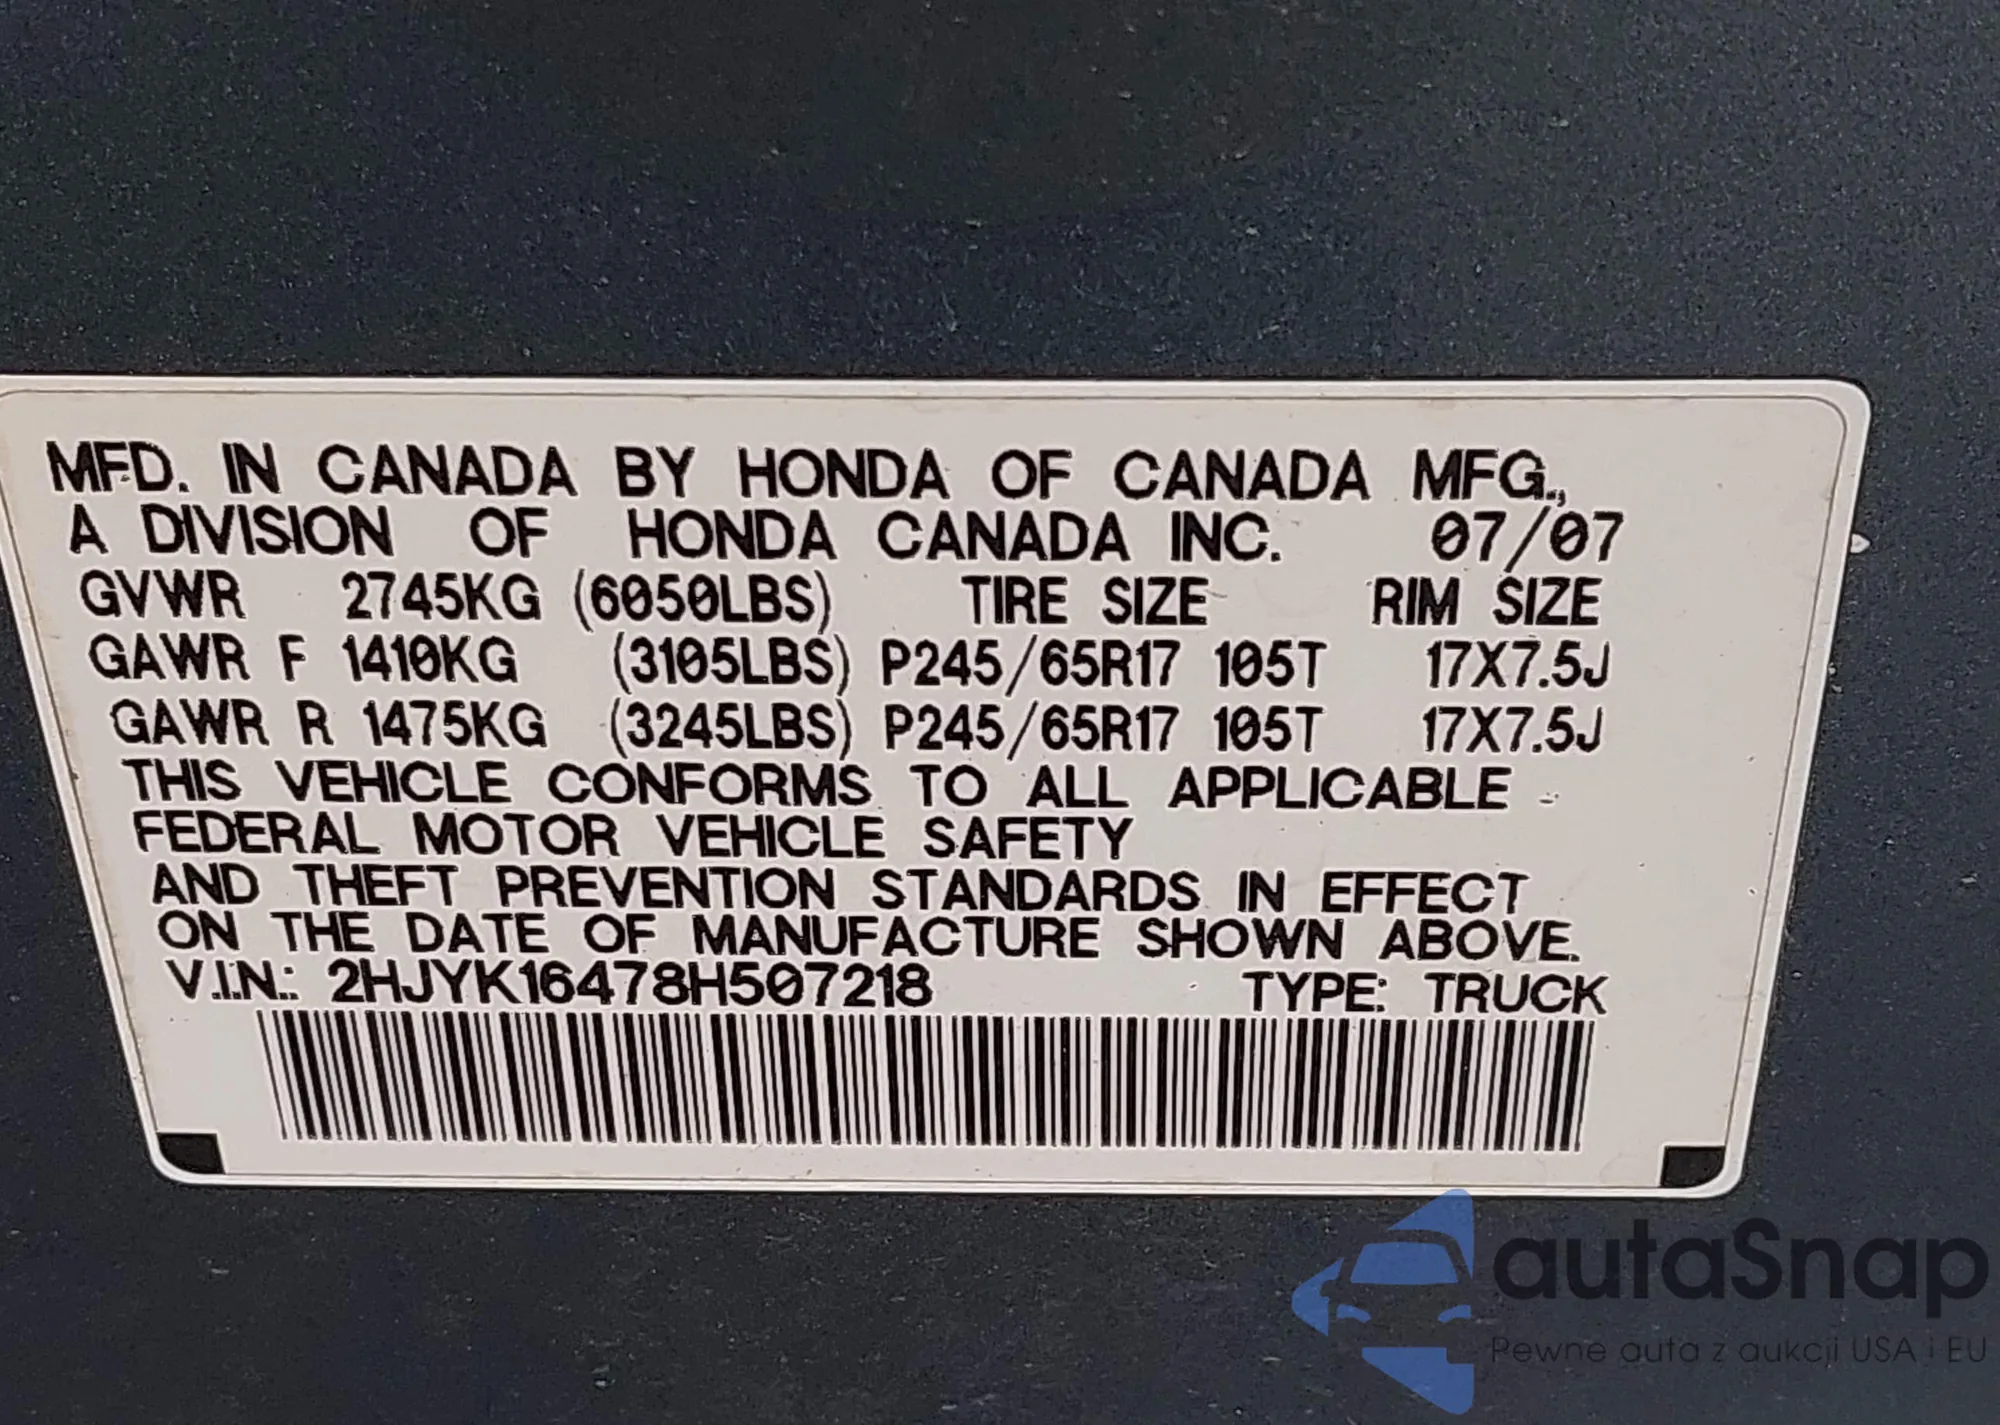 MFD. IN CANADA BY HONDA OF CANADA MFG.,
A DIVISION OF HONDA CANADA INC. 07/07
GVWR 2745KG (6050LBS) TIRE SIZE RIM SIZE
GAWR F 1410KG (3105LBS) P245/65R17 105T 17X7.5J
GAWR R 1475KG (3245LBS) P245/65R17 105T 17X7.5J
THIS VEHICLE CONFORMS TO ALL APPLICABLE
FEDERAL MOTOR VEHICLE SAFETY
AND THEFT PREVENTION STANDARDS IN EFFECT
ON THE DATE OF MANUFACTURE SHOWN ABOVE.
V.I.N.: 2HJYK16478H507218 TYPE: TRUCK
autaSnap
Pewne auta z aukcji USA i EU